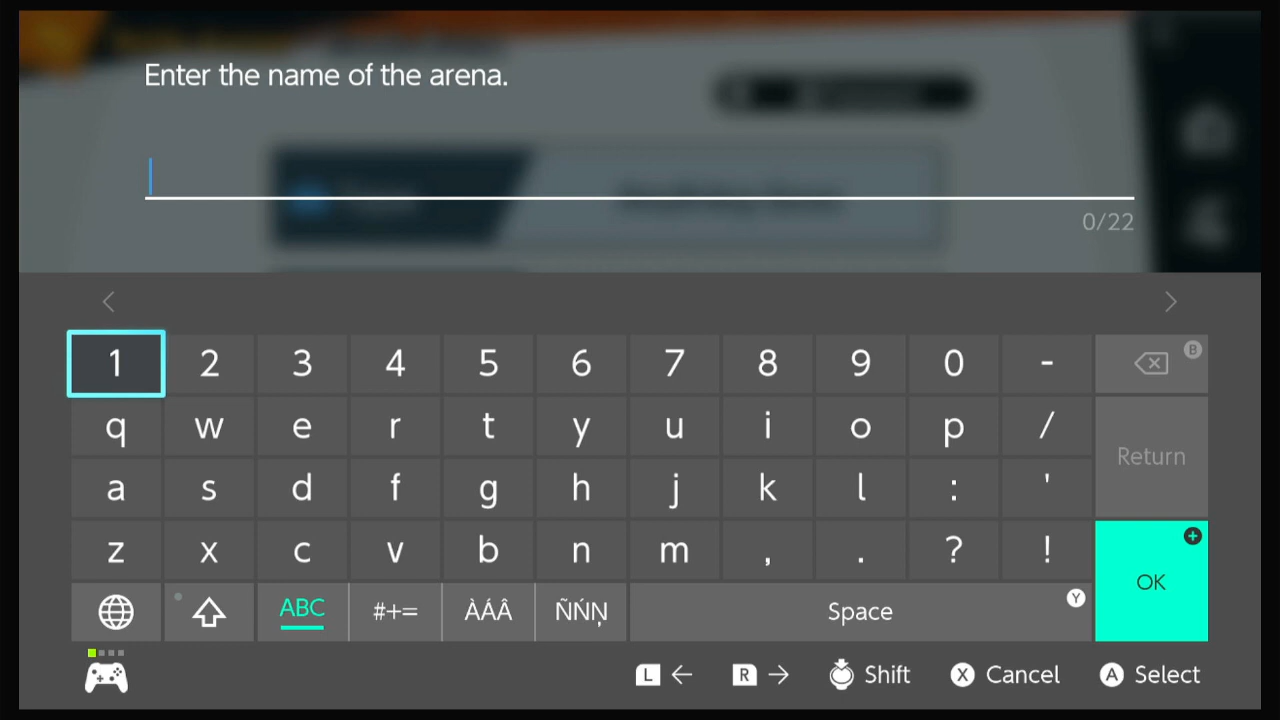 Enter the name of the arena.
0/22
1 2 3 4 5 6 7 8 9 0 - B
q w e r t y u i o p /
Return
a s d f g h j k l : '
z x c v b n m , . ? !
ABC #+= ÀÁÂ ÑŃŅ Space Y OK +
L ← R → Shift X Cancel A Select